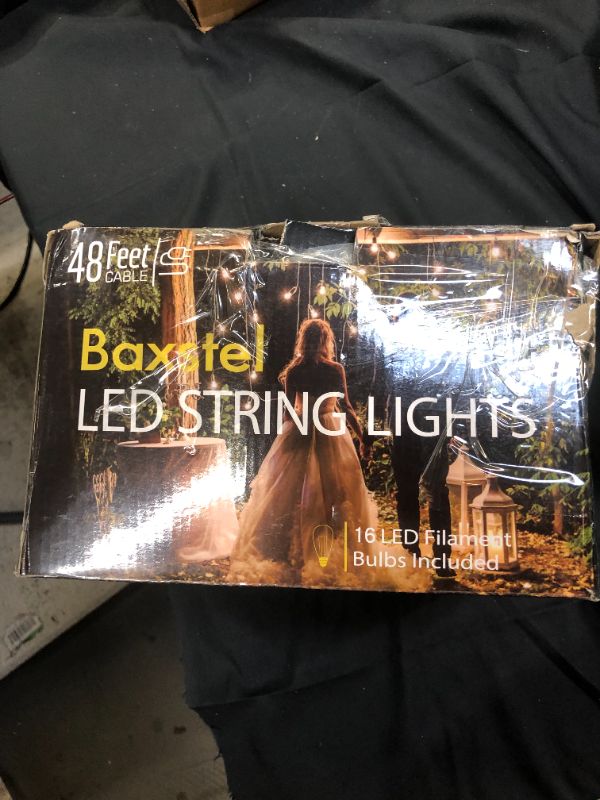 48 Feet
CABLE
Baxstel
LED STRING LIGHTS
16 LED Filament
Bulbs Included